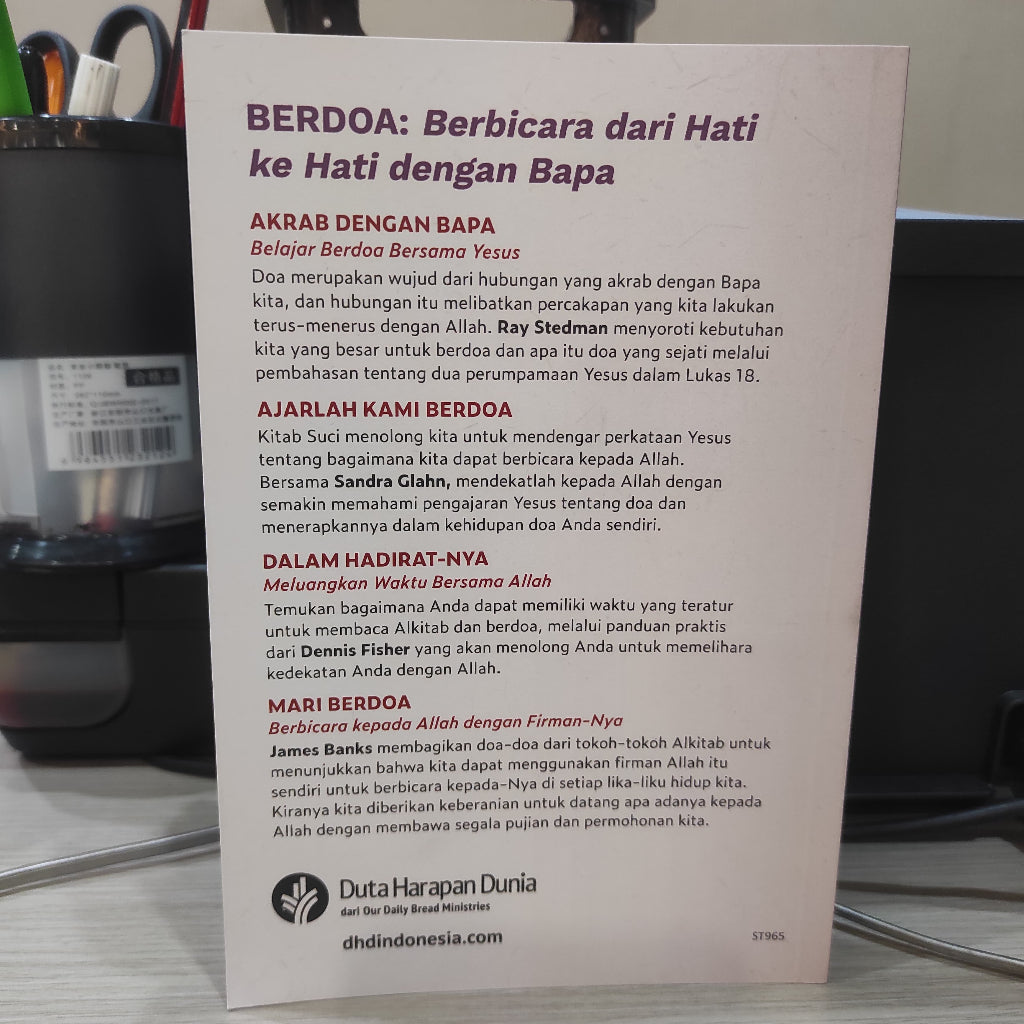 BERDOA: Berbicara dari Hati
ke Hati dengan Bapa
AKRAB DENGAN BAPA
Belajar Berdoa Bersama Yesus
Doa merupakan wujud dari hubungan yang akrab dengan Bapa
kita, dan hubungan itu melibatkan percakapan yang kita lakukan
terus-menerus dengan Allah. Ray Stedman menyoroti kebutuhan
kita yang besar untuk berdoa dan apa itu doa yang sejati melalui
pembahasan tentang dua perumpamaan Yesus dalam Lukas 18.
AJARLAH KAMI BERDOA
Kitab Suci menolong kita untuk mendengar perkataan Yesus
tentang bagaimana kita dapat berbicara kepada Allah.
Bersama Sandra Glahn, mendekatlah kepada Allah dengan
semakin memahami pengajaran Yesus tentang doa dan
menerapkannya dalam kehidupan doa Anda sendiri.
DALAM HADIRAT-NYA
Meluangkan Waktu Bersama Allah
Temukan bagaimana Anda dapat memiliki waktu yang teratur
untuk membaca Alkitab dan berdoa, melalui panduan praktis
dari Dennis Fisher yang akan menolong Anda untuk memelihara
kedekatan Anda dengan Allah.
MARI BERDOA
Berbicara kepada Allah dengan Firman-Nya
James Banks membagikan doa-doa dari tokoh-tokoh Alkitab untuk
menunjukkan bahwa kita dapat menggunakan firman Allah itu
sendiri untuk berbicara kepada-Nya di setiap lika-liku hidup kita.
Kiranya kita diberikan keberanian untuk datang apa adanya kepada
Allah dengan membawa segala pujian dan permohonan kita.
Duta Harapan Dunia
dari Our Daily Bread Ministries
dhdindonesia.com
ST965
合格品